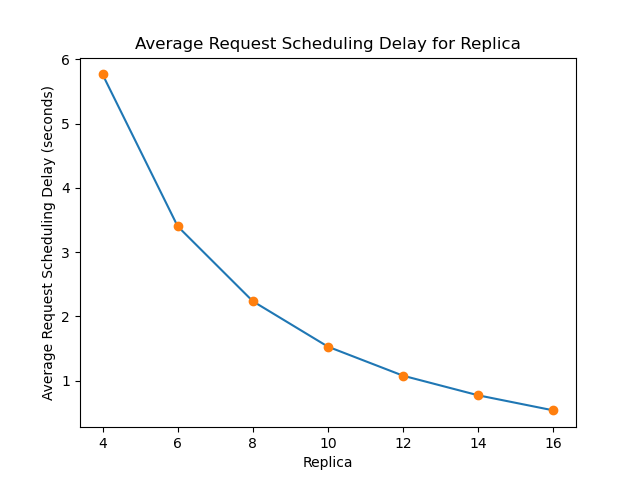 Average Request Scheduling Delay for Replica
Average Request Scheduling Delay (seconds)
6
5
4
3
2
1
4 6 8 10 12 14 16
Replica